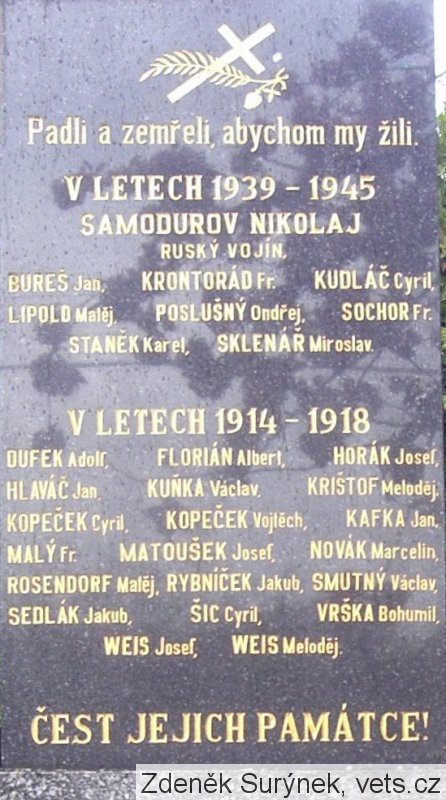 Padli a zemřeli, abychom my žili.
V LETECH 1939 - 1945
SAMODUROV NIKOLAJ
RUSKÝ VOJÍN,
BUREŠ Jan, KRONTORÁD Fr. KUDLÁČ Cyril,
LIPOLD Matěj, POSLUŠNÝ Ondřej, SOCHOR Fr.
STANĚK Karel, SKLENÁŘ Miroslav.
V LETECH 1914 - 1918
DUFEK Adolf, FLORIÁN Albert, HORÁK Josef,
HLAVÁČ Jan, KUŇKA Václav, KRIŠTOF Meloděj,
KOPEČEK Cyril, KOPEČEK Vojtěch, KAFKA Jan,
MALÝ Fr. MATOUŠEK Josef, NOVÁK Marcelin,
ROSENDORF Matěj, RYBNÍČEK Jakub, SMUTNÝ Václav,
SEDLÁK Jakub, ŠIC Cyril, VRŠKA Bohumil,
WEIS Josef, WEIS Meloděj.
ČEST JEJICH PAMÁTCE!
Zdeněk Surýnek, vets.cz